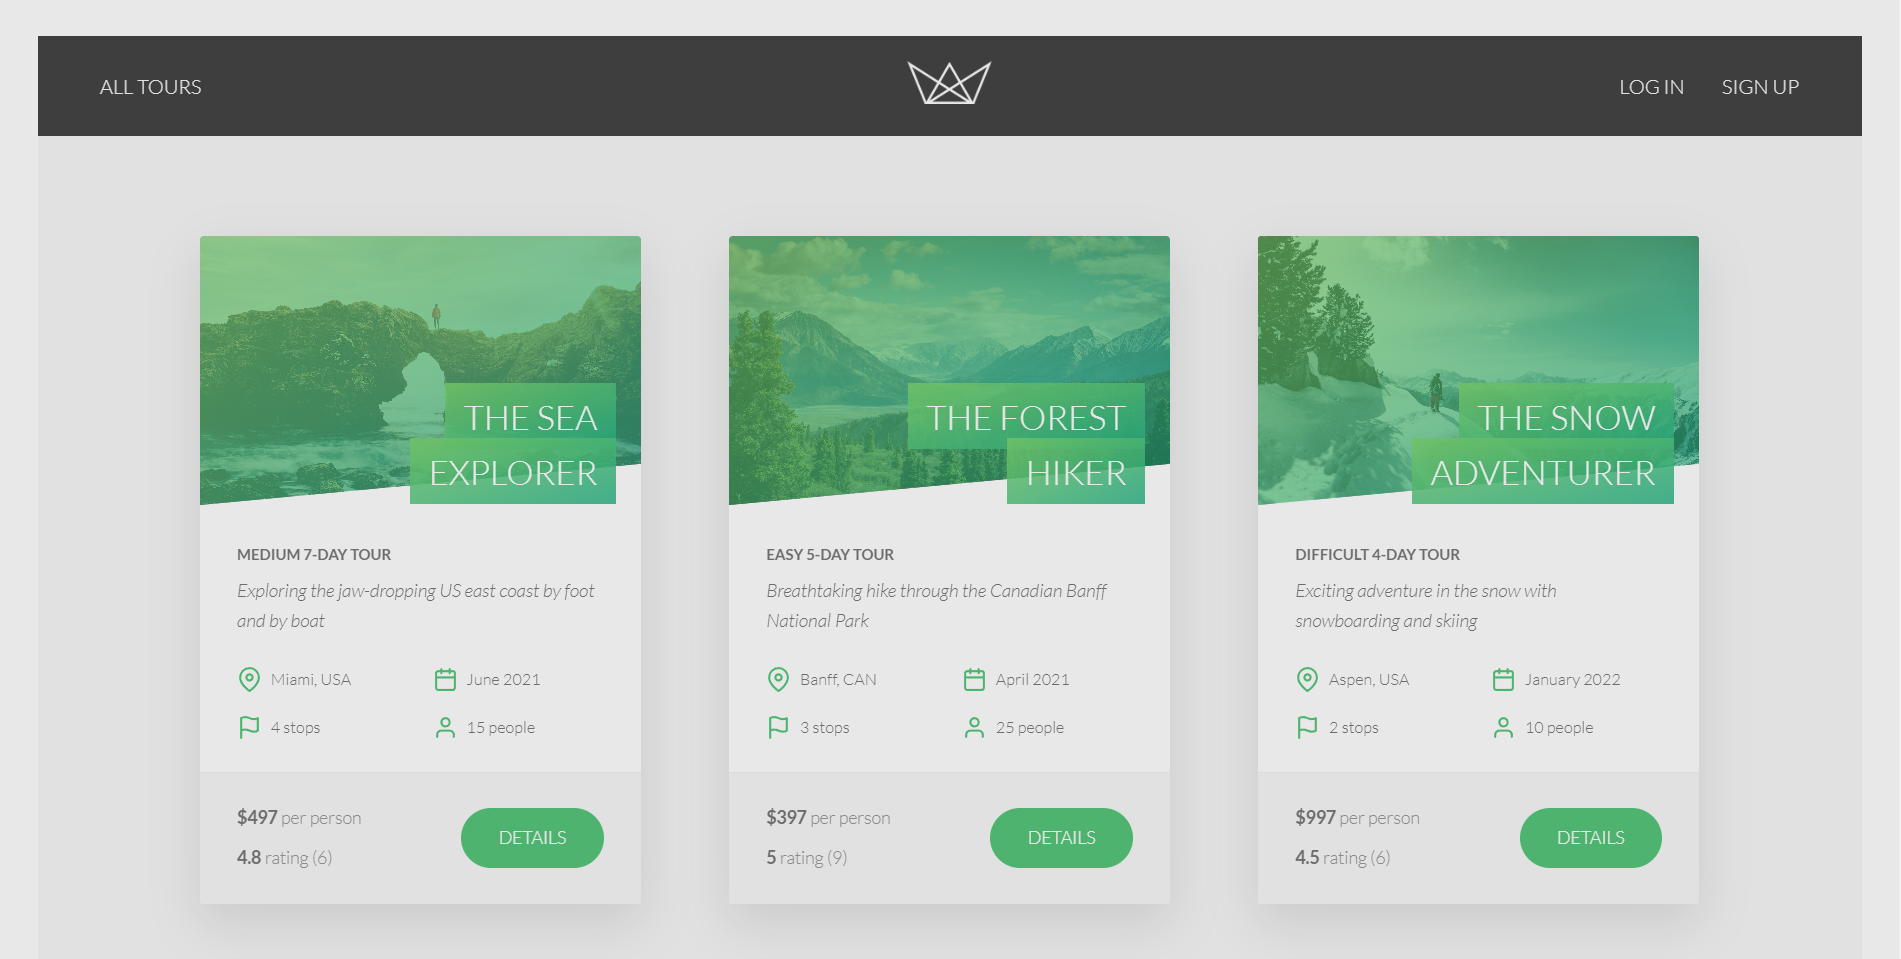 ALL TOURS
LOG IN
SIGN UP
THE SEA
EXPLORER
MEDIUM 7-DAY TOUR
Exploring the jaw-dropping US east coast by foot
and by boat
Miami, USA
June 2021
4 stops
15 people
$497 per person
4.8 rating (6)
DETAILS
THE FOREST
HIKER
EASY 5-DAY TOUR
Breathtaking hike through the Canadian Banff
National Park
Banff, CAN
April 2021
3 stops
25 people
$397 per person
5 rating (9)
DETAILS
THE SNOW
ADVENTURER
DIFFICULT 4-DAY TOUR
Exciting adventure in the snow with
snowboarding and skiing
Aspen, USA
January 2022
2 stops
10 people
$997 per person
4.5 rating (6)
DETAILS